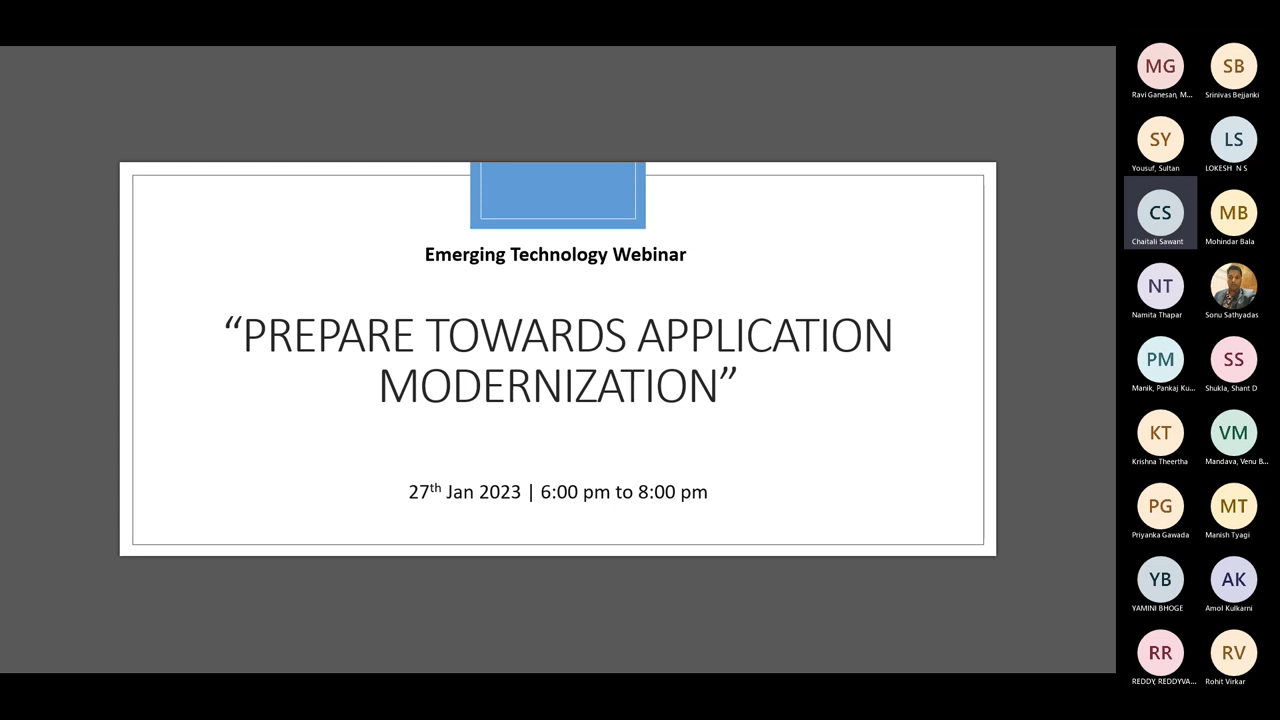 Emerging Technology Webinar
“PREPARE TOWARDS APPLICATION
MODERNIZATION”
27th Jan 2023 | 6:00 pm to 8:00 pm
MG
Ravi Ganesan, M...
SB
Srinivas Bejjanki
SY
Yousuf, Sultan
LS
LOKESH N S
CS
Chaitali Sawant
MB
Mohindar Bala
NT
Namita Thapar
Sonu Sathyadas
PM
Manik, Pankaj Ku...
SS
Shukla, Shant D
KT
Krishna Theertha
VM
Mandava, Venu B...
PG
Priyanka Gawada
MT
Manish Tyagi
YB
YAMINI BHOGE
AK
Amol Kulkarni
RR
REDDY, REDDYVA...
RV
Rohit Virkar